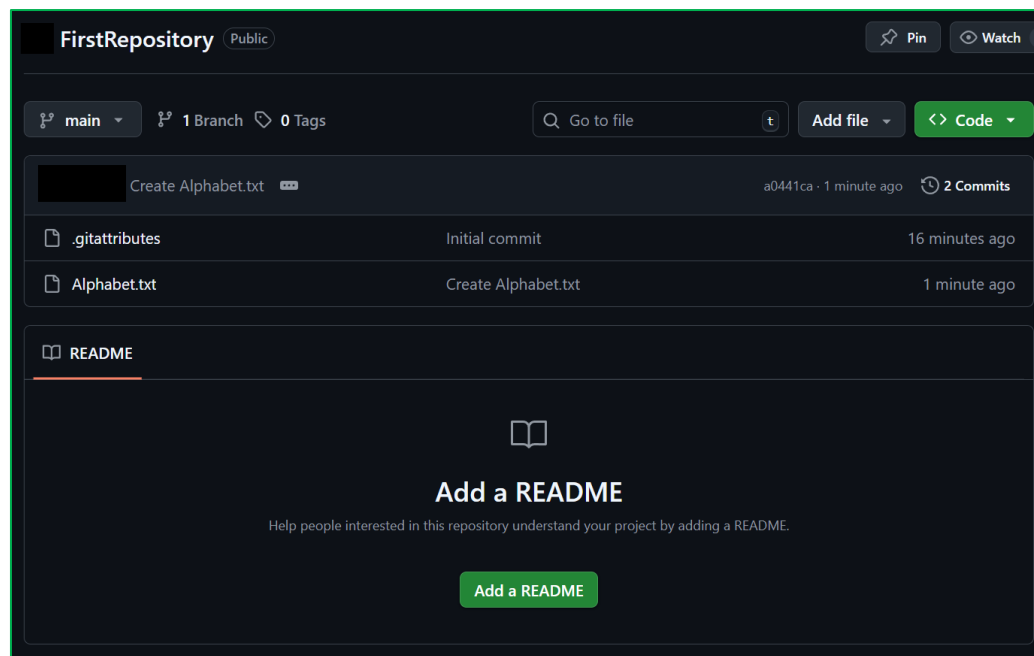 FirstRepository Public Pin Watch
main 1 Branch 0 Tags Go to file t Add file Code
Create Alphabet.txt a0441ca · 1 minute ago 2 Commits
.gitattributes Initial commit 16 minutes ago
Alphabet.txt Create Alphabet.txt 1 minute ago
README
Add a README
Help people interested in this repository understand your project by adding a README.
Add a README